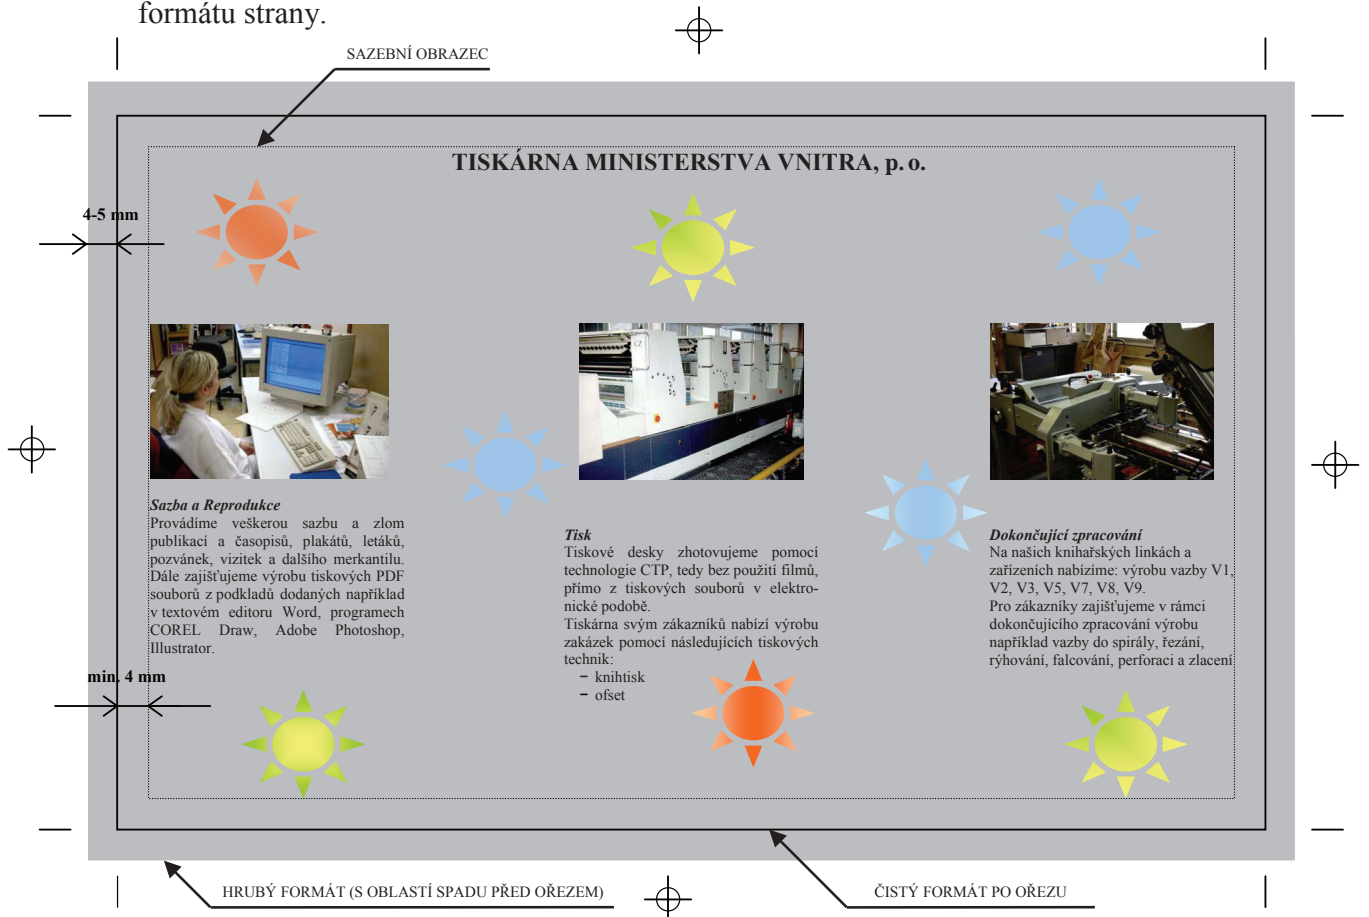 formátu strany.
SAZEBNÍ OBRAZEC
TISKÁRNA MINISTERSTVA VNITRA, p. o.
4-5 mm
Sazba a Reprodukce
Provádíme veškerou sazbu a zlom
publikací a časopisů, plakátů, letáků,
pozvánek, vizitek a dalšího merkantilu.
Dále zajišťujeme výrobu tiskových PDF
souborů z podkladů dodaných například
v textovém editoru Word, programech
COREL Draw, Adobe Photoshop,
Illustrator.
Tisk
Tiskové desky zhotovujeme pomocí
technologie CTP, tedy bez použití filmů,
přímo z tiskových souborů v elektro-
nické podobě.
Tiskárna svým zákazníků nabízí výrobu
zakázek pomocí následujících tiskových
technik:
– knihtisk
– ofset
Dokončující zpracování
Na našich knihařských linkách a
zařízeních nabízíme: výrobu vazby V1,
V2, V3, V5, V7, V8, V9.
Pro zákazníky zajišťujeme v rámci
dokončujícího zpracování výrobu
například vazby do spirály, řezání,
rýhování, falcování, perforaci a zlacení
min. 4 mm
HRUBÝ FORMÁT (S OBLASTÍ SPADU PŘED OŘEZEM)
ČISTÝ FORMÁT PO OŘEZU